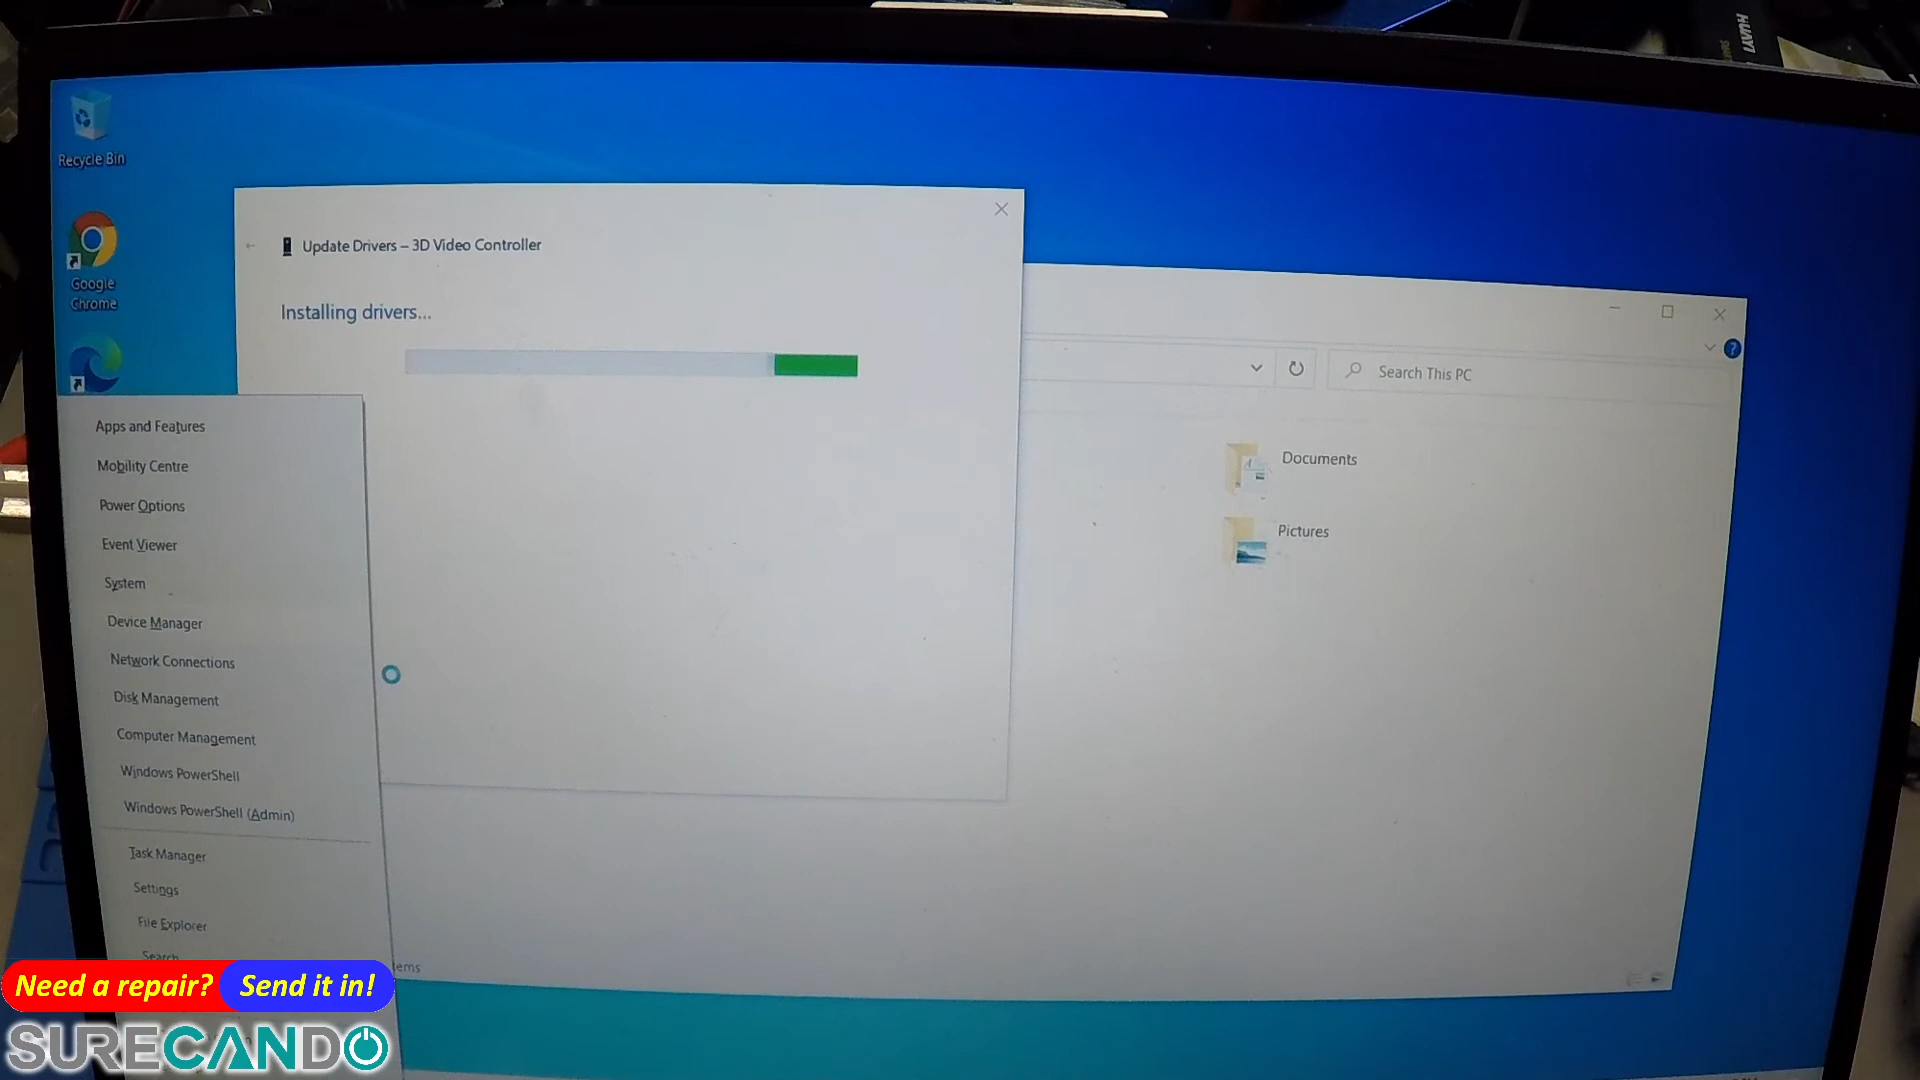 HUAYI
Recycle Bin
Google
Chrome
Update Drivers – 3D Video Controller
Installing drivers...
Search This PC
Documents
Pictures
Apps and Features
Mobility Centre
Power Options
Event Viewer
System
Device Manager
Network Connections
Disk Management
Computer Management
Windows PowerShell
Windows PowerShell (Admin)
Task Manager
Settings
File Explorer
Search
Need a repair? Send it in!
SURECANDO